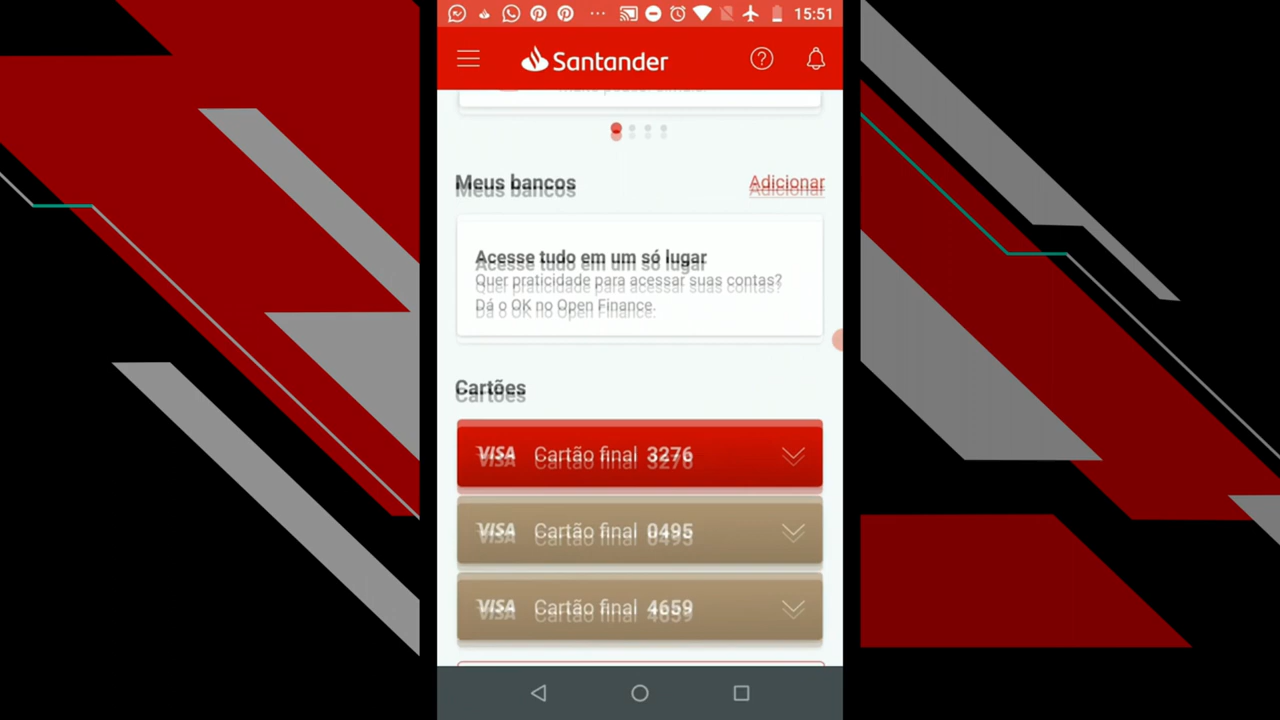 15:51
Santander
Meus bancos
Adicionar
Acesse tudo em um só lugar
Quer praticidade para acessar suas contas?
Dá o OK no Open Finance.
Cartões
VISA Cartão final 3276
VISA Cartão final 0495
VISA Cartão final 4659